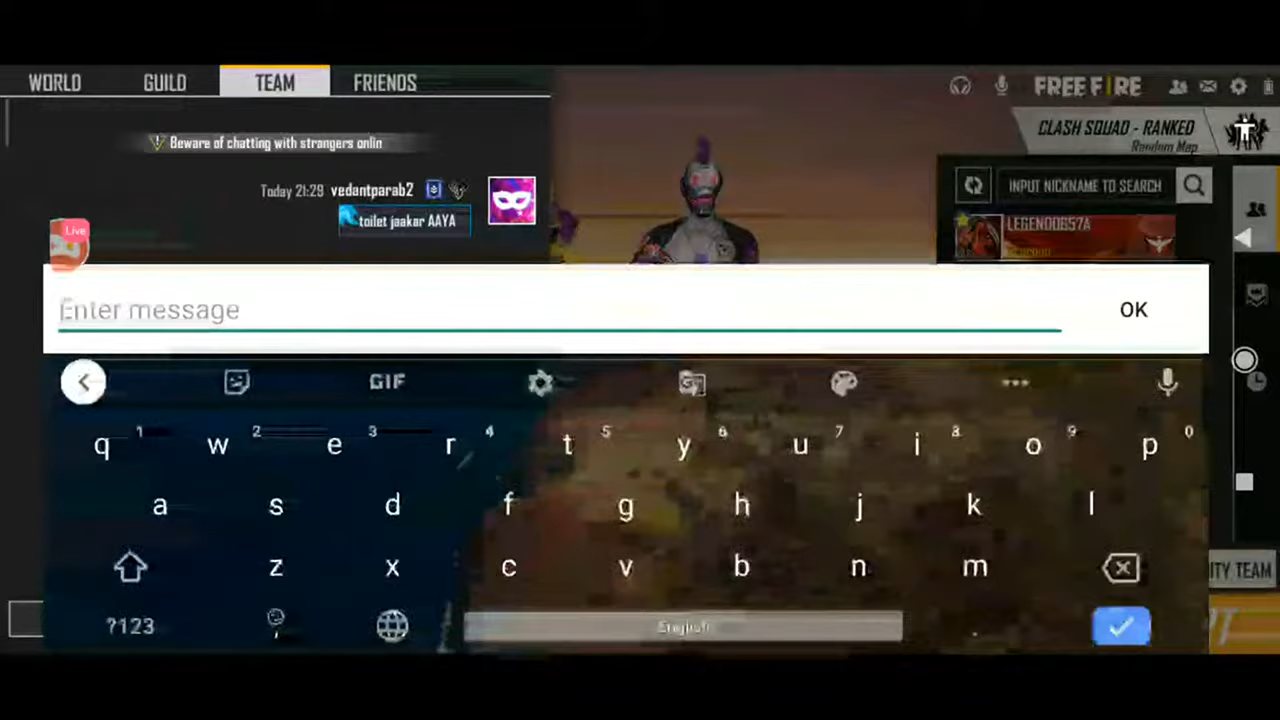 WORLD GUILD TEAM FRIENDS
FREE FIRE
Beware of chatting with strangers onlin
CLASH SQUAD - RANKED
Random Map
Today 21:29 vedantparab2
toilet jaakar AAYA
INPUT NICKNAME TO SEARCH
Live
Enter message
OK
GIF
q 1 w 2 e 3 r 4 t 5 y 6 u 7 i 8 o 9 p 0
a s d f g h j k l
z x c v b n m
ITY TEAM
?123
English